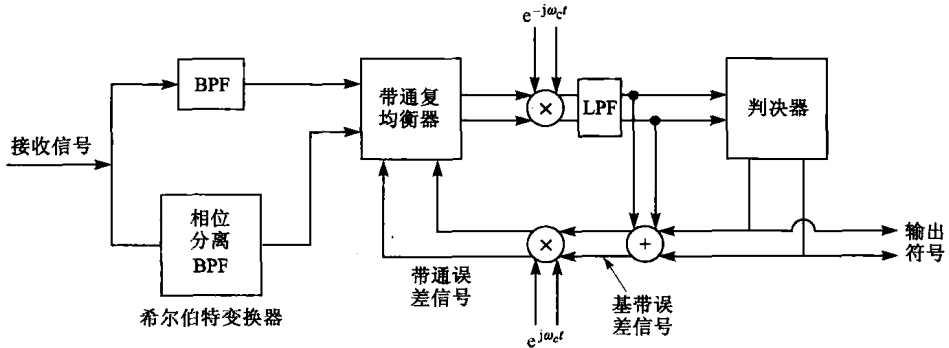 e^{-jω_c t}
BPF
带通复
均衡器
×
LPF
判决器
接收信号
相位
分离
BPF
希尔伯特变换器
×
+
输出
符号
带通误
差信号
基带误
差信号
e^{jω_c t}